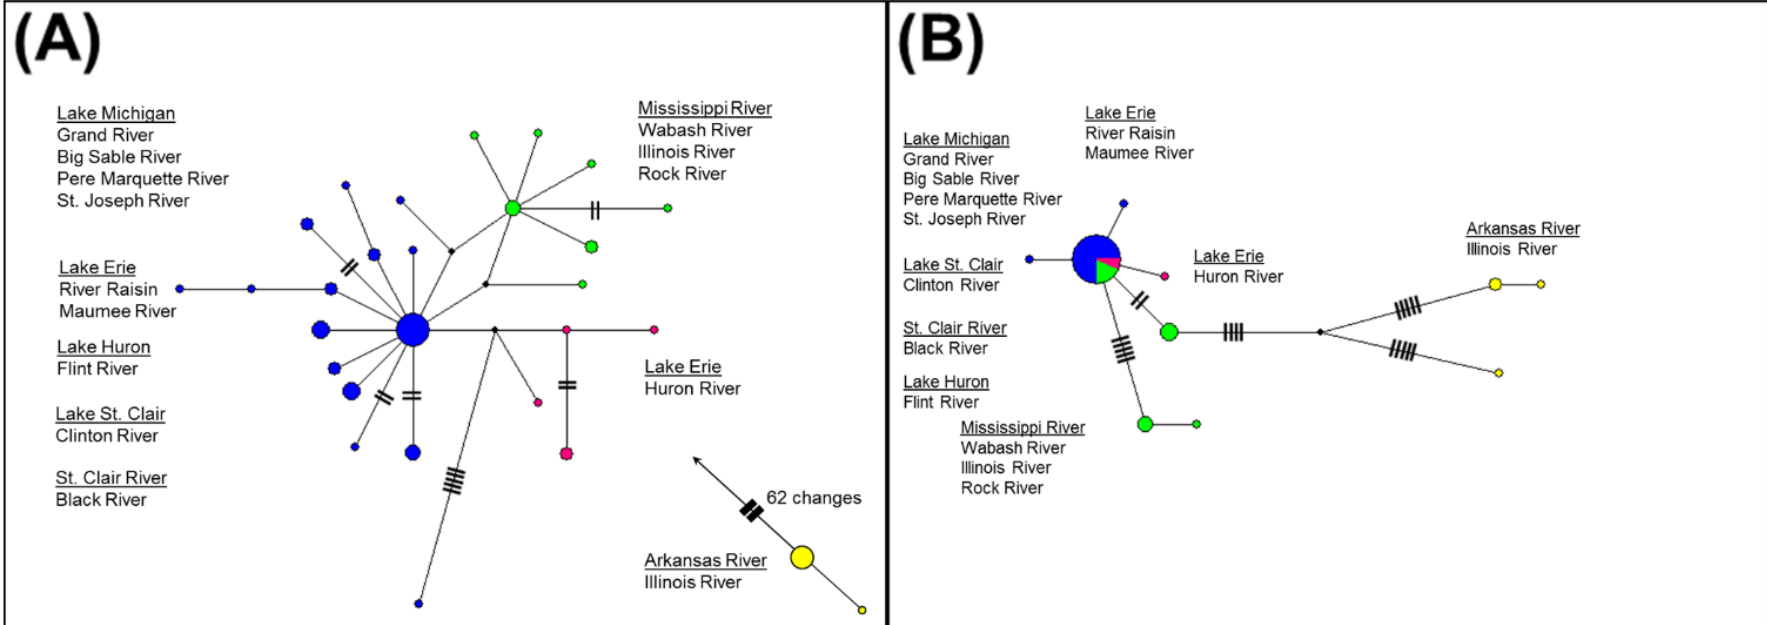 (A)
Lake Michigan
Grand River
Big Sable River
Pere Marquette River
St. Joseph River
Lake Erie
River Raisin
Maumee River
Lake Huron
Flint River
Lake St. Clair
Clinton River
St. Clair River
Black River
Mississippi River
Wabash River
Illinois River
Rock River
Lake Erie
Huron River
62 changes
Arkansas River
Illinois River
(B)
Lake Erie
River Raisin
Maumee River
Lake Michigan
Grand River
Big Sable River
Pere Marquette River
St. Joseph River
Lake St. Clair
Clinton River
St. Clair River
Black River
Lake Huron
Flint River
Mississippi River
Wabash River
Illinois River
Rock River
Lake Erie
Huron River
Arkansas River
Illinois River